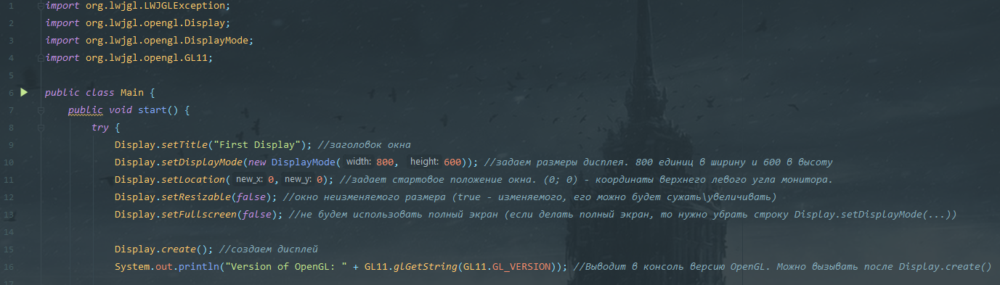 1 import org.lwjgl.LWJGLException;
2 import org.lwjgl.opengl.Display;
3 import org.lwjgl.opengl.DisplayMode;
4 import org.lwjgl.opengl.GL11;
5
6 public class Main {
7 public void start() {
8 try {
9 Display.setTitle("First Display"); //заголовок окна
10 Display.setDisplayMode(new DisplayMode( width: 800, height: 600)); //задаем размеры дисплея. 800 единиц в ширину и 600 в высоту
11 Display.setLocation( new_x: 0, new_y: 0); //задает стартовое положение окна. (0; 0) - координаты верхнего левого угла монитора.
12 Display.setResizable(false); //окно неизменяемого размера (true - изменяемого, его можно будет сужать\увеличивать)
13 Display.setFullscreen(false); //не будем использовать полный экран (если делать полный экран, то нужно убрать строку Display.setDisplayMode(...))
14
15 Display.create(); //создаем дисплей
16 System.out.println("Version of OpenGL: " + GL11.glGetString(GL11.GL_VERSION)); //Выводит в консоль версию OpenGL. Можно вызывать после Display.create()
17